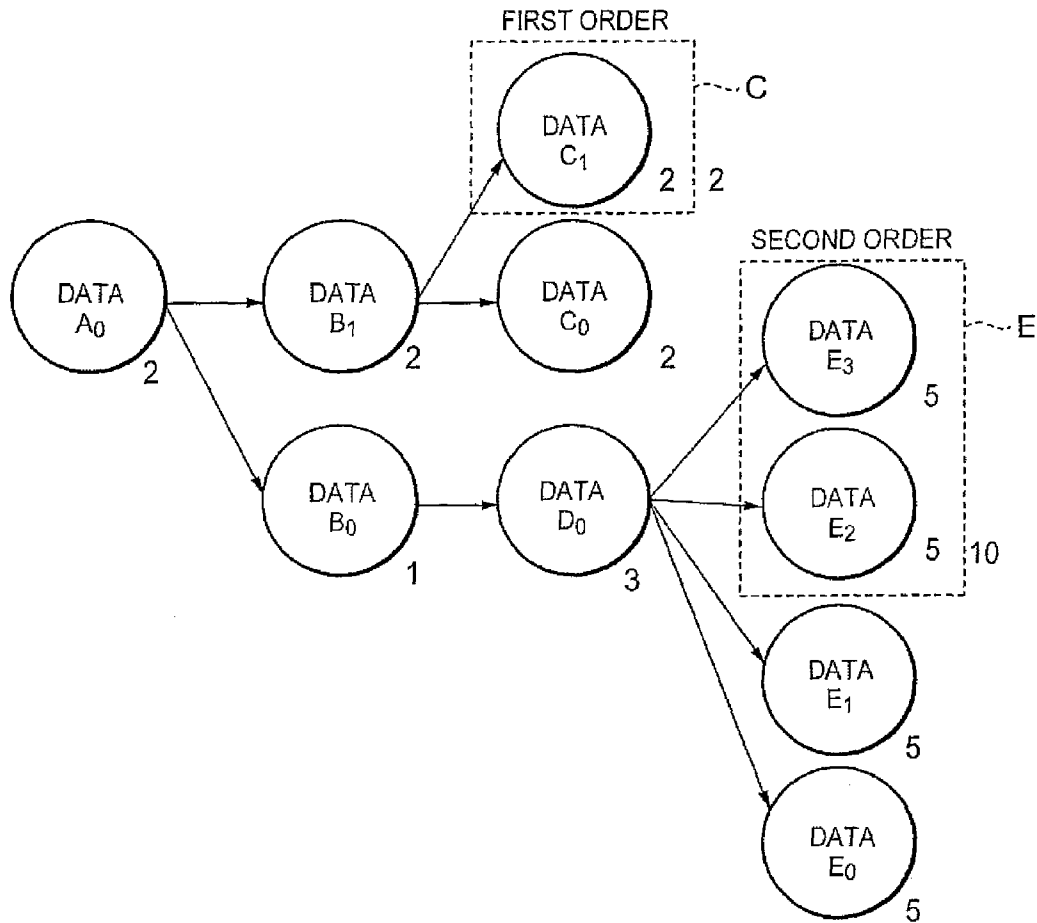 FIRST ORDER
C
DATA
C1
2 2
SECOND ORDER
DATA
A0
2
DATA
B1
2
DATA
C0
2
E
DATA
E3
5
DATA
B0
1
DATA
D0
3
DATA
E2
5 10
DATA
E1
5
DATA
E0
5